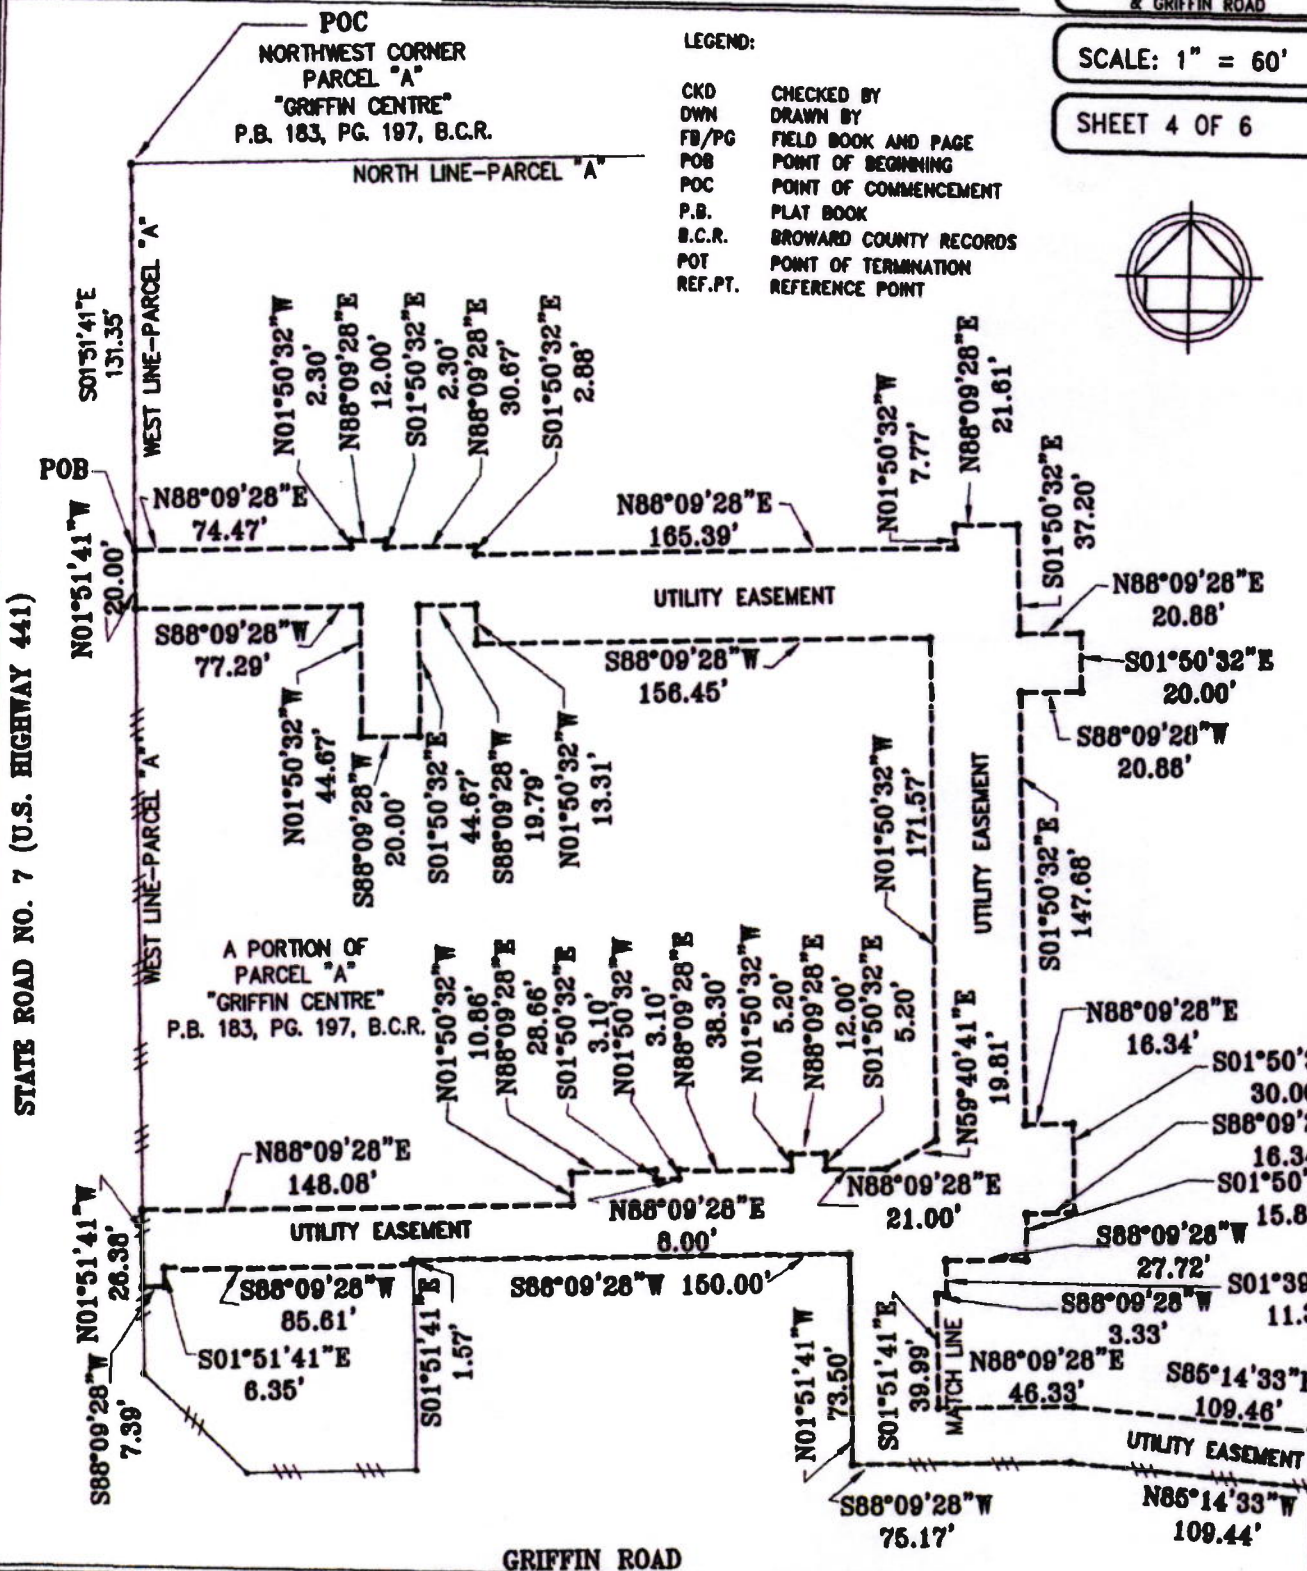 & GRIFFIN ROAD
SCALE: 1" = 60'
SHEET 4 OF 6
POC
NORTHWEST CORNER
PARCEL "A"
"GRIFFIN CENTRE"
P.B. 183, PG. 197, B.C.R.
NORTH LINE-PARCEL "A"
LEGEND:
CKD CHECKED BY
DWN DRAWN BY
FB/PG FIELD BOOK AND PAGE
POB POINT OF BEGINNING
POC POINT OF COMMENCEMENT
P.B. PLAT BOOK
B.C.R. BROWARD COUNTY RECORDS
POT POINT OF TERMINATION
REF.PT. REFERENCE POINT
S01°51'41"E
131.35'
WEST LINE-PARCEL "A"
N01°50'32"W
2.30'
N88°09'28"E
12.00'
S01°50'32"E
2.30'
N88°09'28"E
30.67'
S01°50'32"E
2.88'
N01°50'32"W
7.77'
N88°09'28"E
21.61'
S01°50'32"E
37.20'
POB
N01°51'41"W
20.00'
N88°09'28"E
74.47'
N88°09'28"E
165.39'
UTILITY EASEMENT
N88°09'28"E
20.88'
S01°50'32"E
20.00'
S88°09'28"W
20.88'
S88°09'28"W
77.29'
S88°09'28"W
156.45'
N01°50'32"W
44.67'
S88°09'28"W
20.00'
S01°50'32"E
44.67'
S88°09'28"W
19.79'
N01°50'32"W
13.31'
N01°50'32"W
171.57'
UTILITY EASEMENT
S01°50'32"E
147.68'
STATE ROAD NO. 7 (U.S. HIGHWAY 441)
WEST LINE-PARCEL "A"
A PORTION OF
PARCEL "A"
"GRIFFIN CENTRE"
P.B. 183, PG. 197, B.C.R.
N01°50'32"W
10.86'
N88°09'28"E
28.66'
S01°50'32"E
3.10'
N01°50'32"W
3.10'
N88°09'28"E
38.30'
N01°50'32"W
5.20'
N88°09'28"E
12.00'
S01°50'32"E
5.20'
N59°40'41"E
19.81'
N88°09'28"E
16.34'
N88°09'28"E
148.08'
UTILITY EASEMENT
N88°09'28"E
8.00'
N88°09'28"E
21.00'
N01°51'41"W
26.38'
S88°09'28"W
85.61'
S88°09'28"W 150.00'
S88°09'28"W
27.72'
S88°09'28"W
3.33'
S88°09'28"W
7.39'
S01°51'41"E
6.35'
S01°51'41"E
1.57'
N01°51'41"W
73.50'
S01°51'41"E
39.99'
MATCH LINE
N88°09'28"E
46.33'
S85°14'33"E
109.46'
UTILITY EASEMENT
S88°09'28"W
75.17'
N85°14'33"W
109.44'
GRIFFIN ROAD